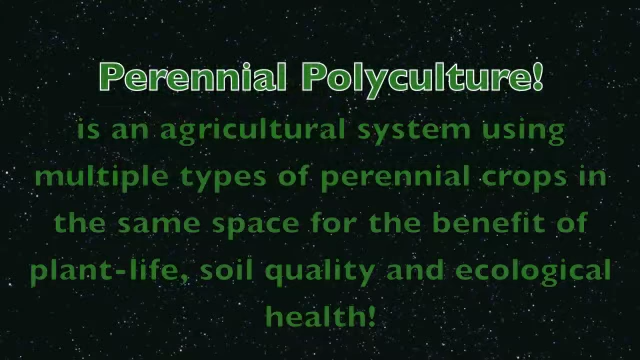 Perennial Polyculture!
is an agricultural system using
multiple types of perennial crops in
the same space for the benefit of
plant-life, soil quality and ecological
health!